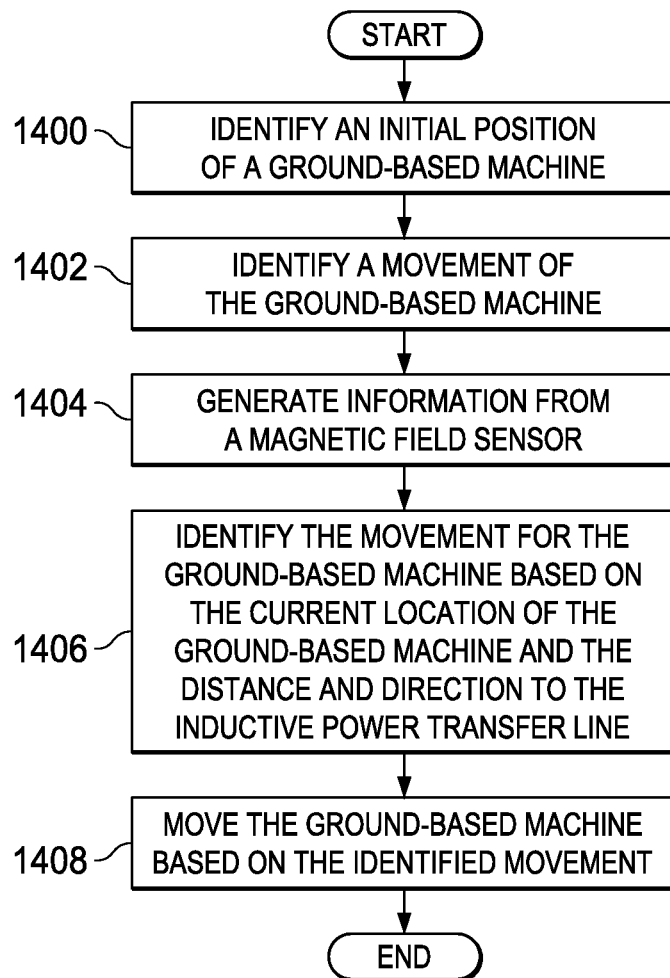 START
1400
IDENTIFY AN INITIAL POSITION
OF A GROUND-BASED MACHINE
1402
IDENTIFY A MOVEMENT OF
THE GROUND-BASED MACHINE
1404
GENERATE INFORMATION FROM
A MAGNETIC FIELD SENSOR
1406
IDENTIFY THE MOVEMENT FOR THE
GROUND-BASED MACHINE BASED ON
THE CURRENT LOCATION OF THE
GROUND-BASED MACHINE AND THE
DISTANCE AND DIRECTION TO THE
INDUCTIVE POWER TRANSFER LINE
1408
MOVE THE GROUND-BASED MACHINE
BASED ON THE IDENTIFIED MOVEMENT
END